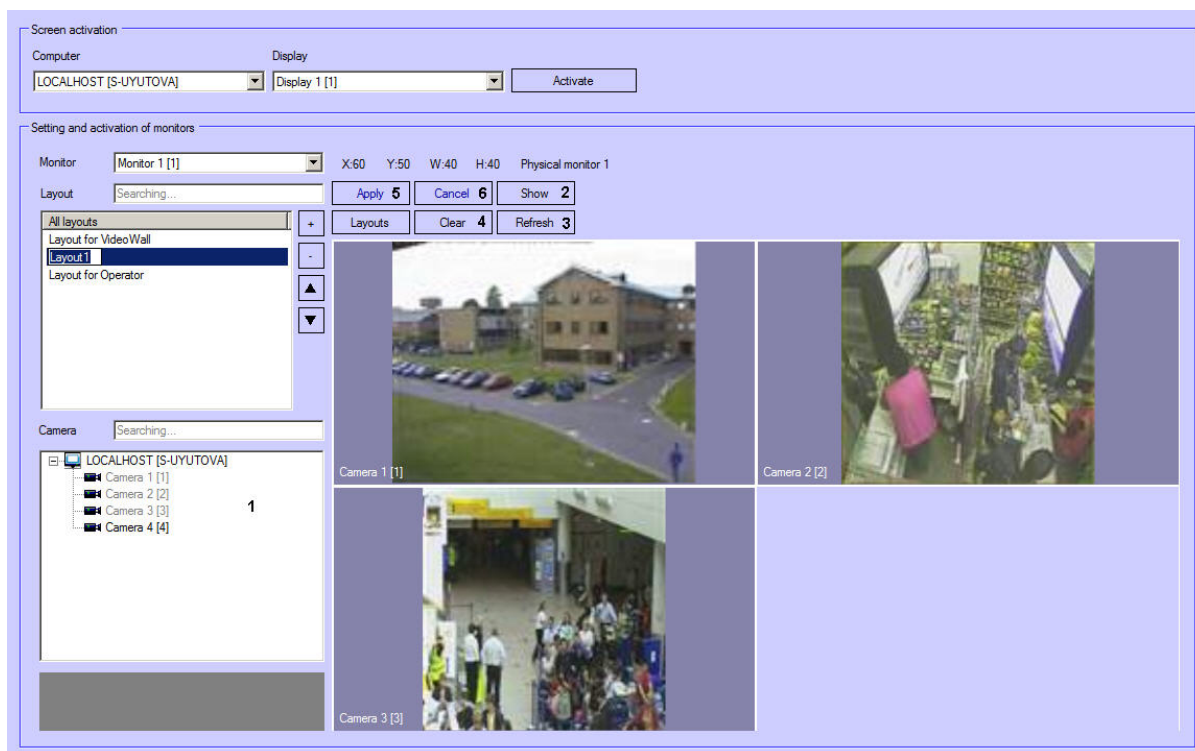 Screen activation
Computer Display
LOCALHOST [S-UYUTOVA] Display 1 [1] Activate
Setting and activation of monitors
Monitor Monitor 1 [1] X:60 Y:50 W:40 H:40 Physical monitor 1
Layout Searching... Apply 5 Cancel 6 Show 2
All layouts + Layouts Clear 4 Refresh 3
Layout for VideoWall
Layout1 -
Layout for Operator
Camera Searching...
LOCALHOST [S-UYUTOVA]
Camera 1 [1]
Camera 2 [2]
Camera 3 [3] 1
Camera 4 [4]
Camera 1 [1] Camera 2 [2]
Camera 3 [3]